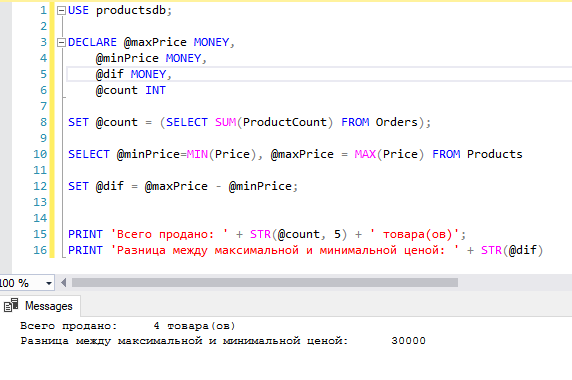 1 USE productsdb;
2
3 DECLARE @maxPrice MONEY,
4 @minPrice MONEY,
5 @dif MONEY,
6 @count INT
7
8 SET @count = (SELECT SUM(ProductCount) FROM Orders);
9
10 SELECT @minPrice=MIN(Price), @maxPrice = MAX(Price) FROM Products
11
12 SET @dif = @maxPrice - @minPrice;
13
14
15 PRINT 'Всего продано: ' + STR(@count, 5) + ' товара(ов)';
16 PRINT 'Разница между максимальной и минимальной ценой: ' + STR(@dif)
100 %
Messages
Всего продано:     4 товара(ов)
Разница между максимальной и минимальной ценой:      30000